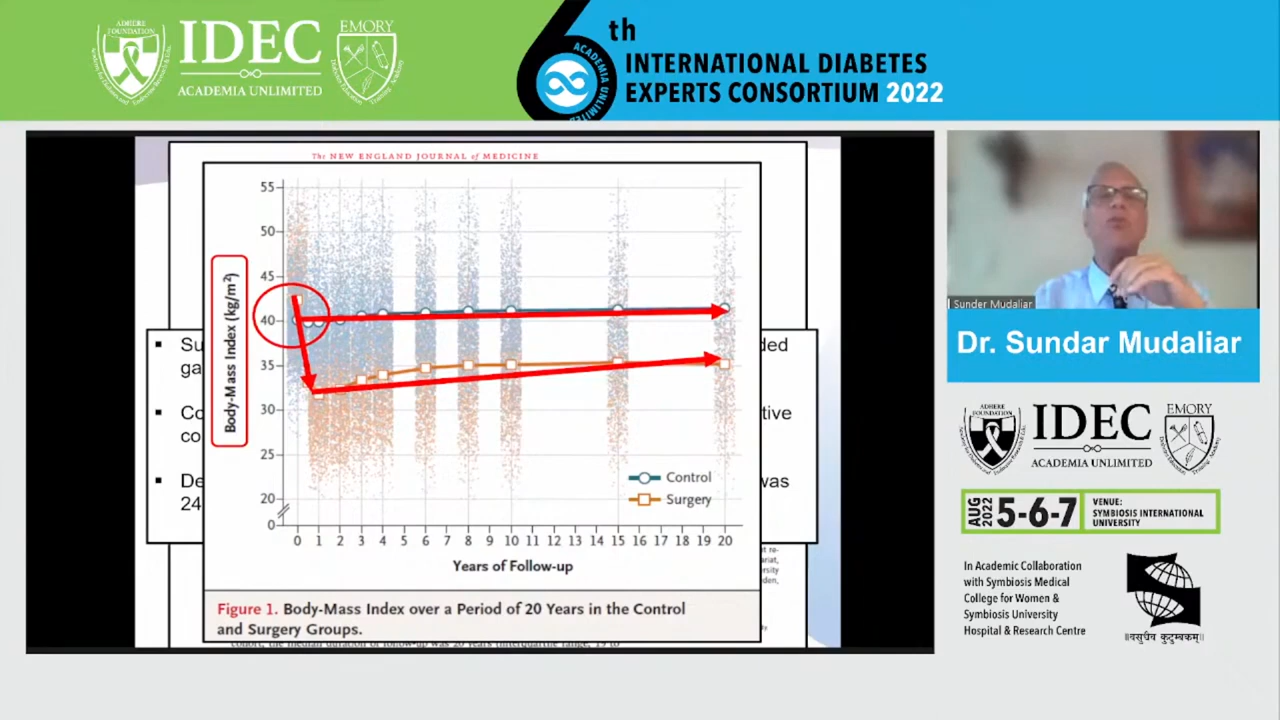 ADHERE
FOUNDATION
IDEC
ACADEMIA UNLIMITED
EMORY
6th
ACADEMIA UNLIMITED
INTERNATIONAL DIABETES
EXPERTS CONSORTIUM 2022
The NEW ENGLAND JOURNAL of MEDICINE
Body-Mass Index (kg/m²)
55
50
45
40
35
30
25
20
0
Control
Surgery
0 1 2 3 4 5 6 7 8 9 10 11 12 13 14 15 16 17 18 19 20
Years of Follow-up
Figure 1. Body-Mass Index over a Period of 20 Years in the Control
and Surgery Groups.
Su
ga
Co
co
De
24
ded
tive
was
Sunder Mudaliar
Dr. Sundar Mudaliar
ADHERE
FOUNDATION
IDEC
ACADEMIA UNLIMITED
EMORY
AUG
2022
5-6-7
VENUE:
SYMBIOSIS INTERNATIONAL
UNIVERSITY
In Academic Collaboration
with Symbiosis Medical
College for Women &
Symbiosis University
Hospital & Research Centre
॥वसुधैव कुटुम्बकम्॥